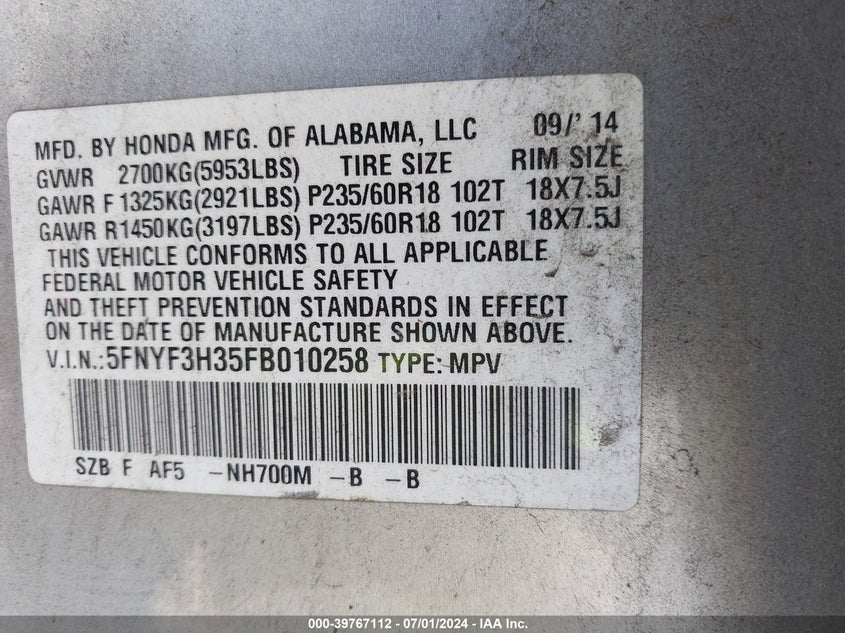 MFD. BY HONDA MFG. OF ALABAMA, LLC 09/'14
GVWR 2700KG(5953LBS) TIRE SIZE RIM SIZE
GAWR F 1325KG(2921LBS) P235/60R18 102T 18X7.5J
GAWR R1450KG(3197LBS) P235/60R18 102T 18X7.5J
THIS VEHICLE CONFORMS TO ALL APPLICABLE
FEDERAL MOTOR VEHICLE SAFETY
AND THEFT PREVENTION STANDARDS IN EFFECT
ON THE DATE OF MANUFACTURE SHOWN ABOVE.
V.I.N.:5FNYF3H35FB010258 TYPE: MPV
SZB F AF5 -NH700M -B -B
000-39767112 - 07/01/2024 - IAA Inc.